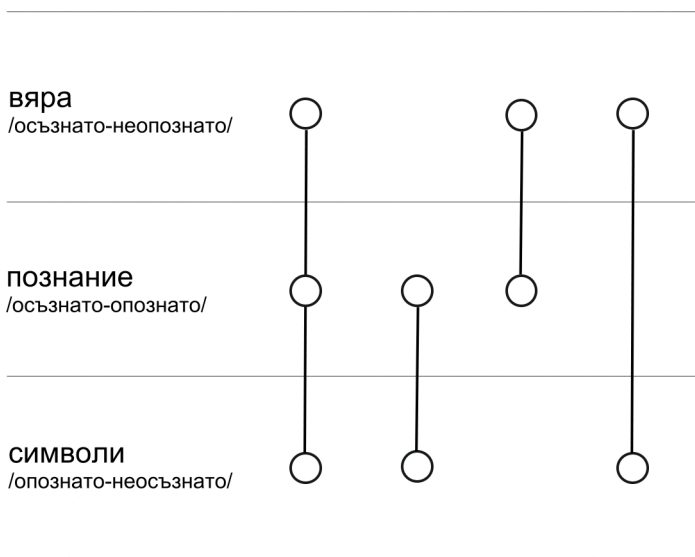 вяра
/осъзнато-неопознато/
познание
/осъзнато-опознато/
символи
/опознато-неосъзнато/